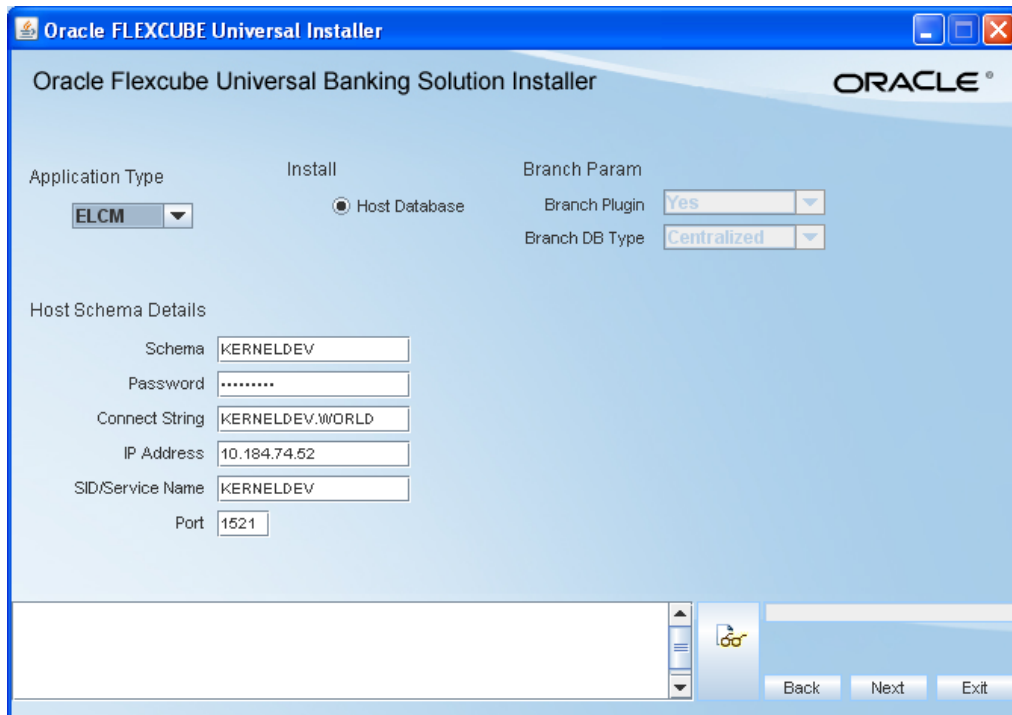 Oracle FLEXCUBE Universal Installer
Oracle Flexcube Universal Banking Solution Installer
ORACLE ®
Application Type
ELCM
Install
Host Database
Branch Param
Branch Plugin Yes
Branch DB Type Centralized
Host Schema Details
Schema KERNELDEV
Password •••••••••
Connect String KERNELDEV.WORLD
IP Address 10.184.74.52
SID/Service Name KERNELDEV
Port 1521
Back Next Exit